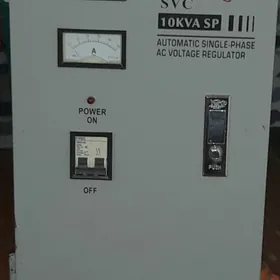 SVC
10KVA SP
AUTOMATIC SINGLE-PHASE
AC VOLTAGE REGULATOR
A
POWER
ON
OFF
PUSH